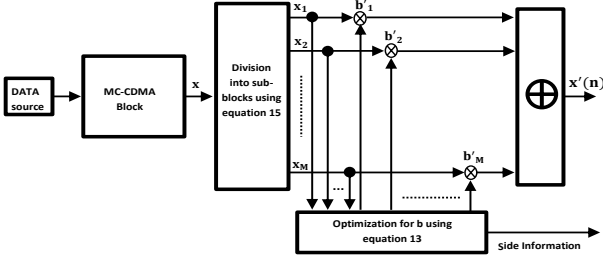 DATA
source
MC-CDMA
Block
x
Division
into sub-
blocks using
equation 15
x₁
x₂
x_M
b'₁
b'₂
b'_M
x'(n)
Optimization for b using
equation 13
Side Information